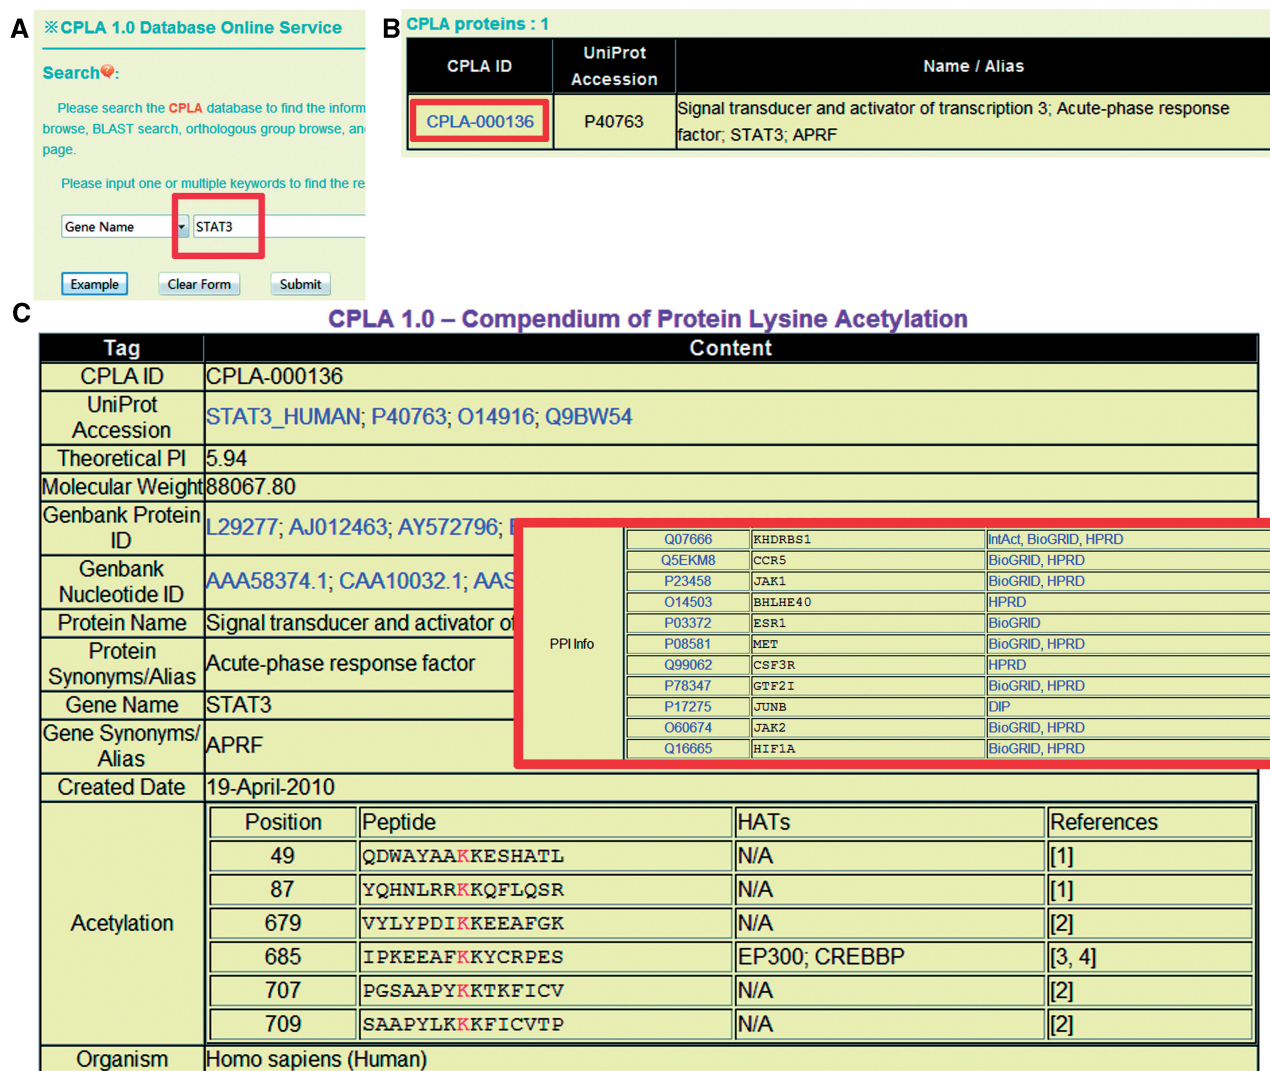 A
※CPLA 1.0 Database Online Service
Search?:
Please search the CPLA database to find the inform
browse, BLAST search, orthologous group browse, an
page.
Please input one or multiple keywords to find the re
Gene Name STAT3
Example Clear Form Submit
B
CPLA proteins : 1
CPLA ID UniProt Accession Name / Alias
CPLA-000136 P40763 Signal transducer and activator of transcription 3; Acute-phase response
factor; STAT3; APRF
C
CPLA 1.0 – Compendium of Protein Lysine Acetylation
Tag Content
CPLA ID CPLA-000136
UniProt Accession STAT3_HUMAN; P40763; O14916; Q9BW54
Theoretical PI 5.94
Molecular Weight 88067.80
Genbank Protein ID L29277; AJ012463; AY572796;
Genbank Nucleotide ID AAA58374.1; CAA10032.1; AAS
Protein Name Signal transducer and activator of
Protein Synonyms/Alias Acute-phase response factor
Gene Name STAT3
Gene Synonyms/ Alias APRF
Created Date 19-April-2010
PPI Info
Q07666 KHDRBS1 IntAct, BioGRID, HPRD
Q5EKM8 CCR5 BioGRID, HPRD
P23458 JAK1 BioGRID, HPRD
O14503 BHLHE40 HPRD
P03372 ESR1 BioGRID
P08581 MET BioGRID, HPRD
Q99062 CSF3R HPRD
P78347 GTF2I BioGRID, HPRD
P17275 JUNB DIP
O60674 JAK2 BioGRID, HPRD
Q16665 HIF1A BioGRID, HPRD
Acetylation
Position Peptide HATs References
49 QDWAYAAKKESHATL N/A [1]
87 YQHNLRRKKQFLQSR N/A [1]
679 VYLYPDIKKEEAFGK N/A [2]
685 IPKEEAFKKYCRPES EP300; CREBBP [3, 4]
707 PGSAAPYKKTKFICV N/A [2]
709 SAAPYLKKKFICVTP N/A [2]
Organism Homo sapiens (Human)